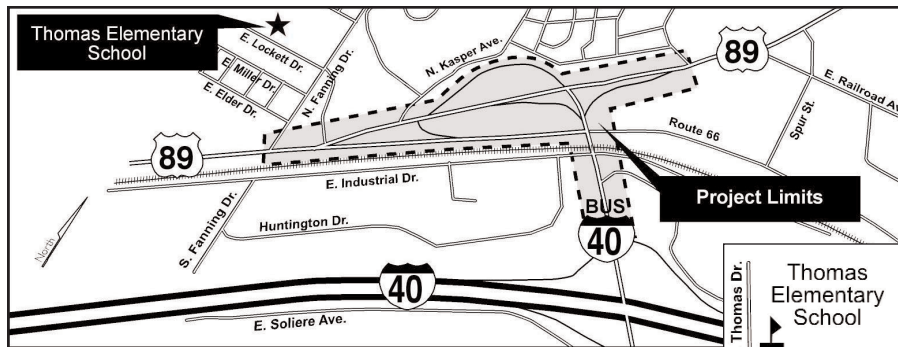 Thomas Elementary
School
E. Lockett Dr.
E. Miller Dr.
E. Elder Dr.
N. Fanning Dr.
N. Kasper Ave.
89
E. Railroad Av
Spur St.
Route 66
89
E. Industrial Dr.
Project Limits
S. Fanning Dr.
Huntington Dr.
BUS
40
North
40
E. Soliere Ave.
Thomas Dr.
Thomas
Elementary
School